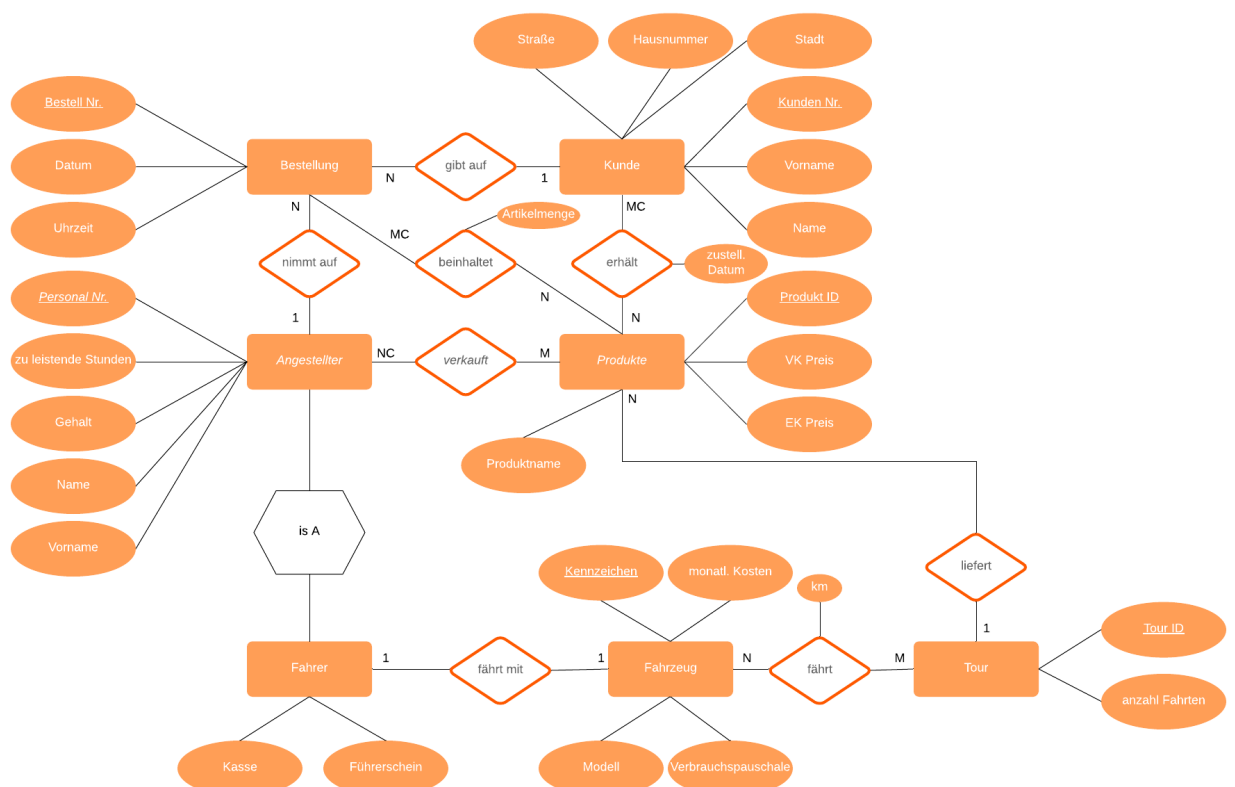 Straße
Hausnummer
Stadt
Bestell Nr.
Kunden Nr.
Datum
Bestellung
gibt auf
Kunde
Vorname
N
1
N
MC
Artikelmenge
MC
Uhrzeit
Name
nimmt auf
beinhaltet
erhält
zustell.
Datum
Personal Nr.
N
Produkt ID
1
N
zu leistende Stunden
Angestellter
NC
verkauft
M
Produkte
VK Preis
N
Gehalt
EK Preis
Produktname
Name
is A
Vorname
Kennzeichen
monatl. Kosten
km
liefert
1
Tour ID
Fahrer
1
fährt mit
1
Fahrzeug
N
fährt
M
Tour
anzahl Fahrten
Kasse
Führerschein
Modell
Verbrauchspauschale